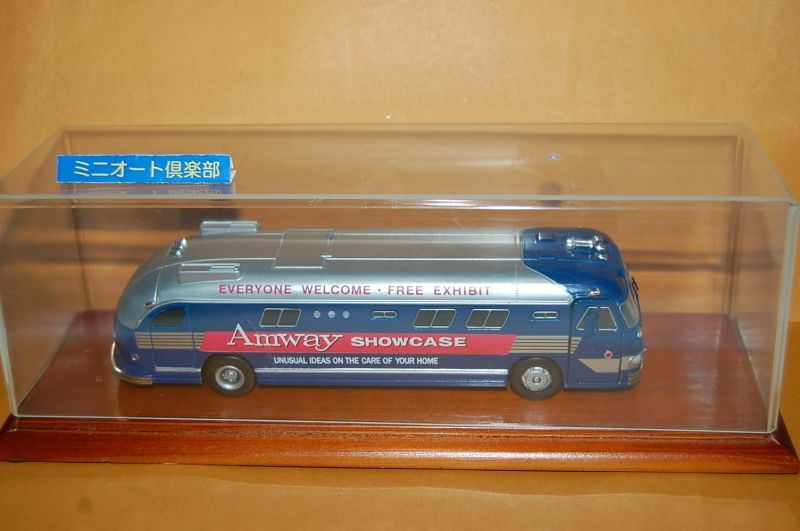 ミニオート倶楽部
EVERYONE WELCOME • FREE EXHIBIT
Amway SHOWCASE
UNUSUAL IDEAS ON THE CARE OF YOUR HOME